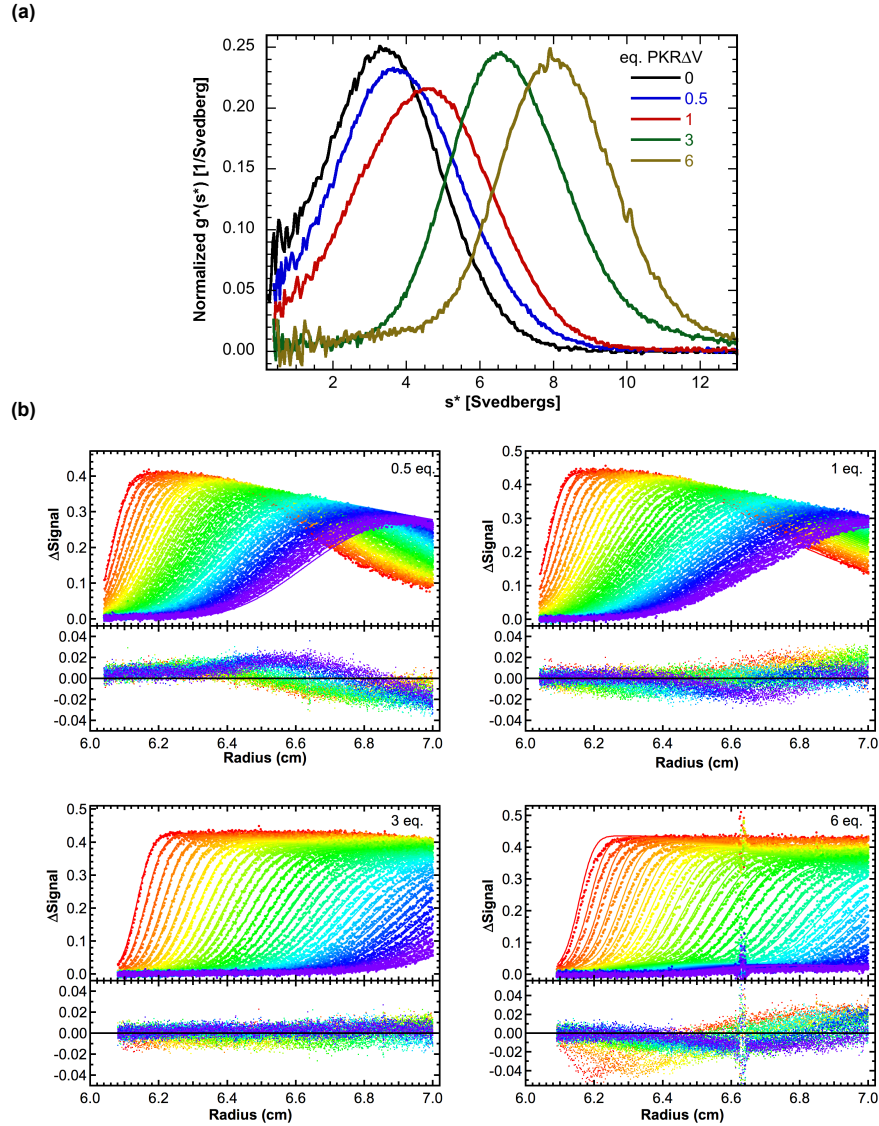 (a)
Normalized g^(s*) [1/Svedberg]
0.25
0.20
0.15
0.10
0.05
0.00
eq. PKRΔV
0
0.5
1
3
6
2 4 6 8 10 12
s* [Svedbergs]
(b)
0.5 eq.
ΔSignal
0.4
0.3
0.2
0.1
0.0
0.04
0.02
0.00
-0.02
-0.04
6.0 6.2 6.4 6.6 6.8 7.0
Radius (cm)
1 eq.
ΔSignal
0.5
0.4
0.3
0.2
0.1
0.0
0.04
0.02
0.00
-0.02
-0.04
6.0 6.2 6.4 6.6 6.8 7.0
Radius (cm)
3 eq.
ΔSignal
0.5
0.4
0.3
0.2
0.1
0.0
0.04
0.02
0.00
-0.02
-0.04
6.0 6.2 6.4 6.6 6.8 7.0
Radius (cm)
6 eq.
ΔSignal
0.5
0.4
0.3
0.2
0.1
0.0
0.04
0.02
0.00
-0.02
-0.04
6.0 6.2 6.4 6.6 6.8 7.0
Radius (cm)